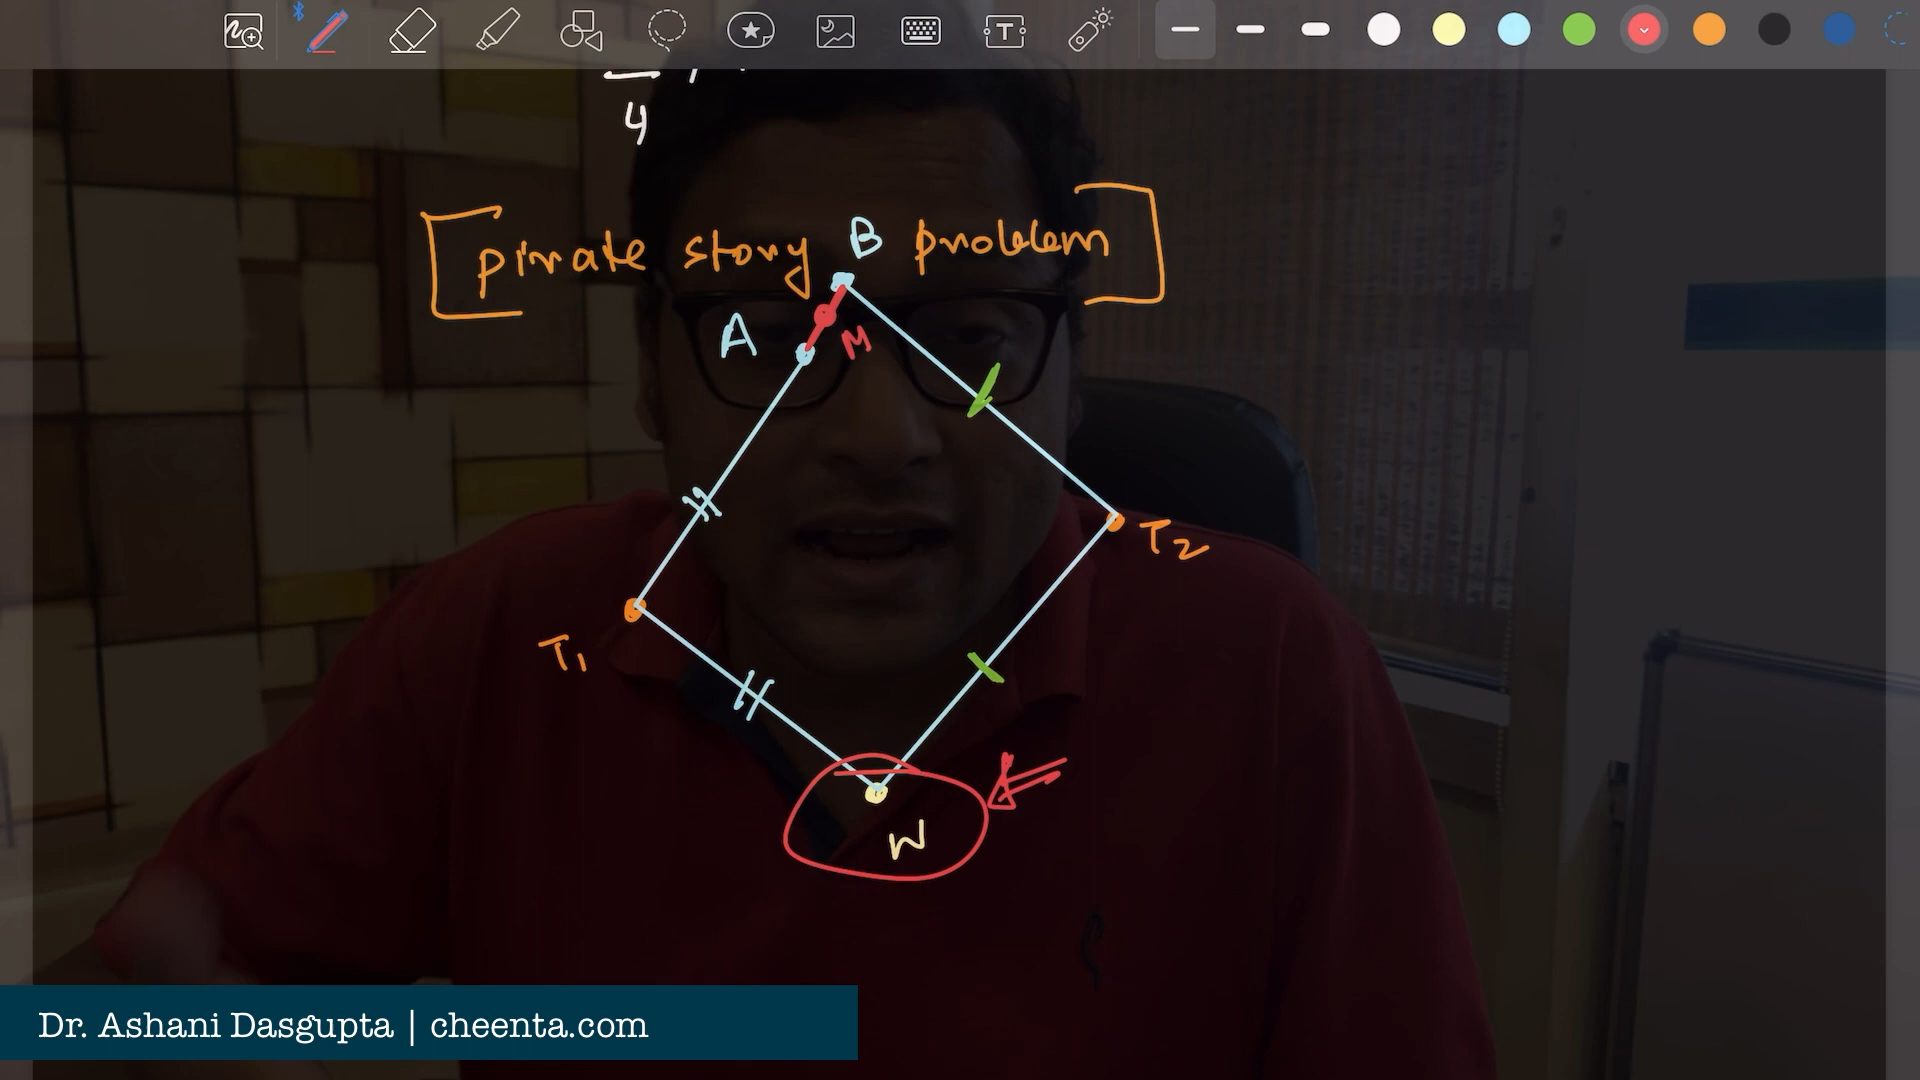 4
[pirate story problem]
B
A
M
T₂
T₁
W
T
Dr. Ashani Dasgupta | cheenta.com